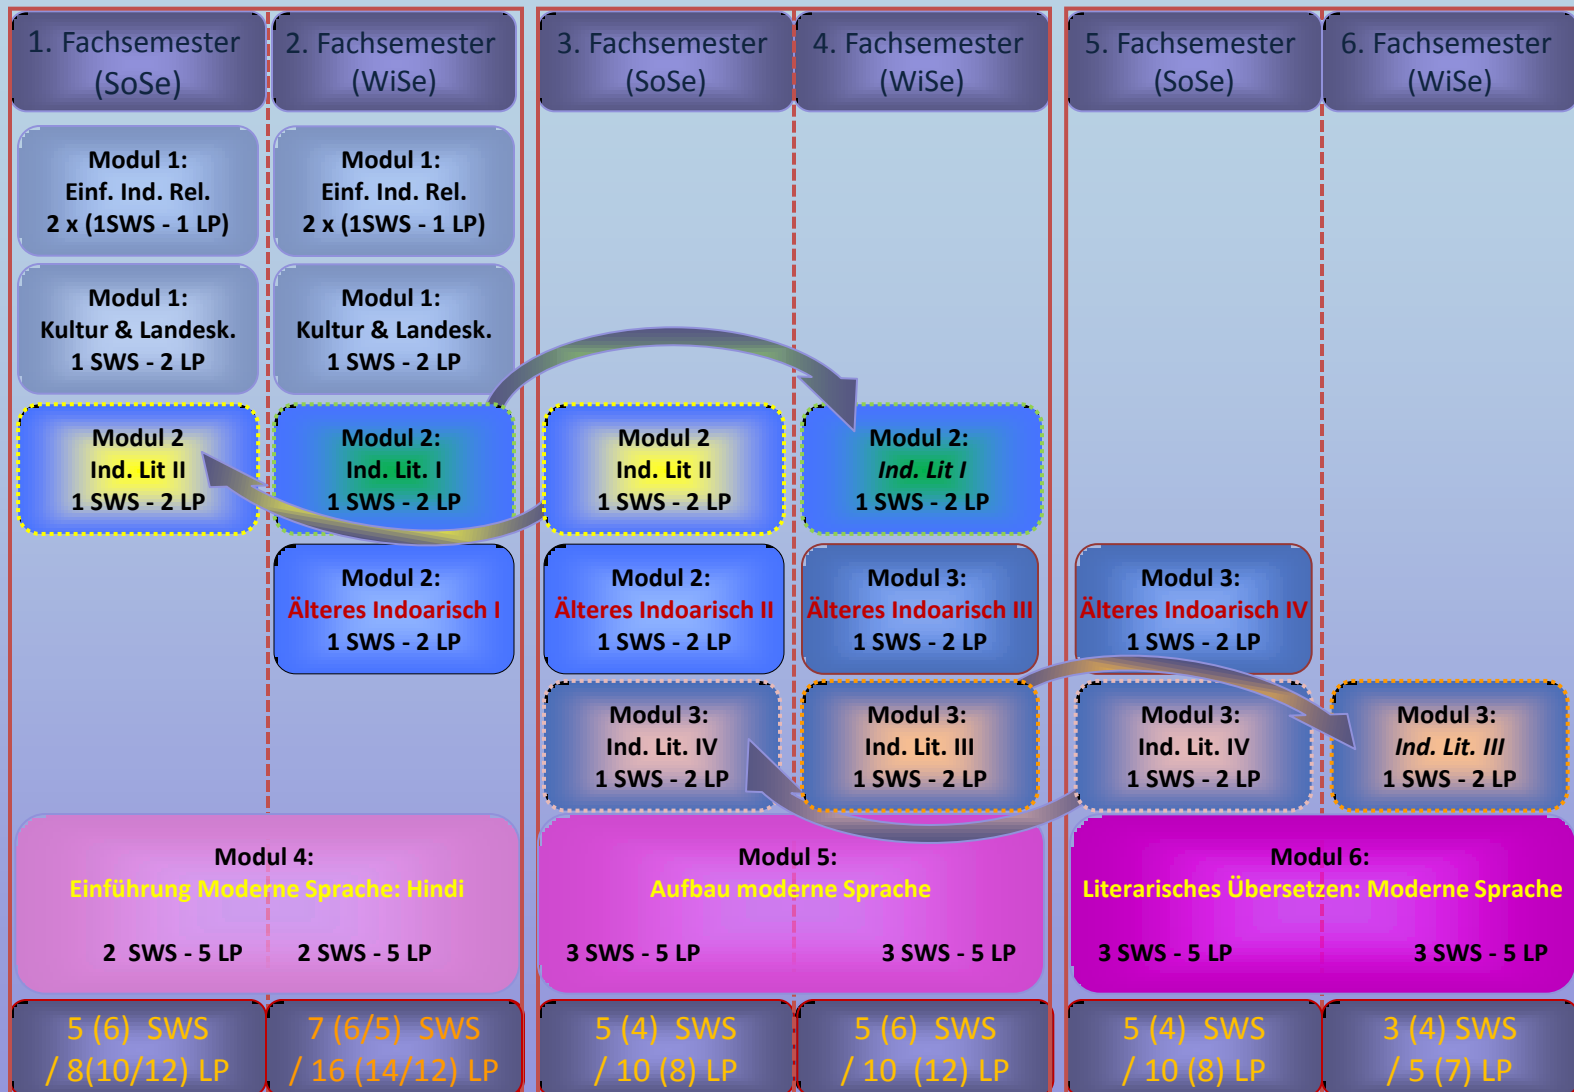 1. Fachsemester
(SoSe)
2. Fachsemester
(WiSe)
3. Fachsemester
(SoSe)
4. Fachsemester
(WiSe)
5. Fachsemester
(SoSe)
6. Fachsemester
(WiSe)
Modul 1:
Einf. Ind. Rel.
2 x (1SWS - 1 LP)
Modul 1:
Einf. Ind. Rel.
2 x (1SWS - 1 LP)
Modul 1:
Kultur & Landesk.
1 SWS - 2 LP
Modul 1:
Kultur & Landesk.
1 SWS - 2 LP
Modul 2
Ind. Lit II
1 SWS - 2 LP
Modul 2:
Ind. Lit. I
1 SWS - 2 LP
Modul 2
Ind. Lit II
1 SWS - 2 LP
Modul 2:
Ind. Lit I
1 SWS - 2 LP
Modul 2:
Älteres Indoarisch I
1 SWS - 2 LP
Modul 2:
Älteres Indoarisch II
1 SWS - 2 LP
Modul 3:
Älteres Indoarisch III
1 SWS - 2 LP
Modul 3:
Älteres Indoarisch IV
1 SWS - 2 LP
Modul 3:
Ind. Lit. IV
1 SWS - 2 LP
Modul 3:
Ind. Lit. III
1 SWS - 2 LP
Modul 3:
Ind. Lit. IV
1 SWS - 2 LP
Modul 3:
Ind. Lit. III
1 SWS - 2 LP
Modul 4:
Einführung Moderne Sprache: Hindi
2 SWS - 5 LP 2 SWS - 5 LP
Modul 5:
Aufbau moderne Sprache
3 SWS - 5 LP 3 SWS - 5 LP
Modul 6:
Literarisches Übersetzen: Moderne Sprache
3 SWS - 5 LP 3 SWS - 5 LP
5 (6) SWS
/ 8(10/12) LP
7 (6/5) SWS
/ 16 (14/12) LP
5 (4) SWS
/ 10 (8) LP
5 (6) SWS
/ 10 (12) LP
5 (4) SWS
/ 10 (8) LP
3 (4) SWS
/ 5 (7) LP